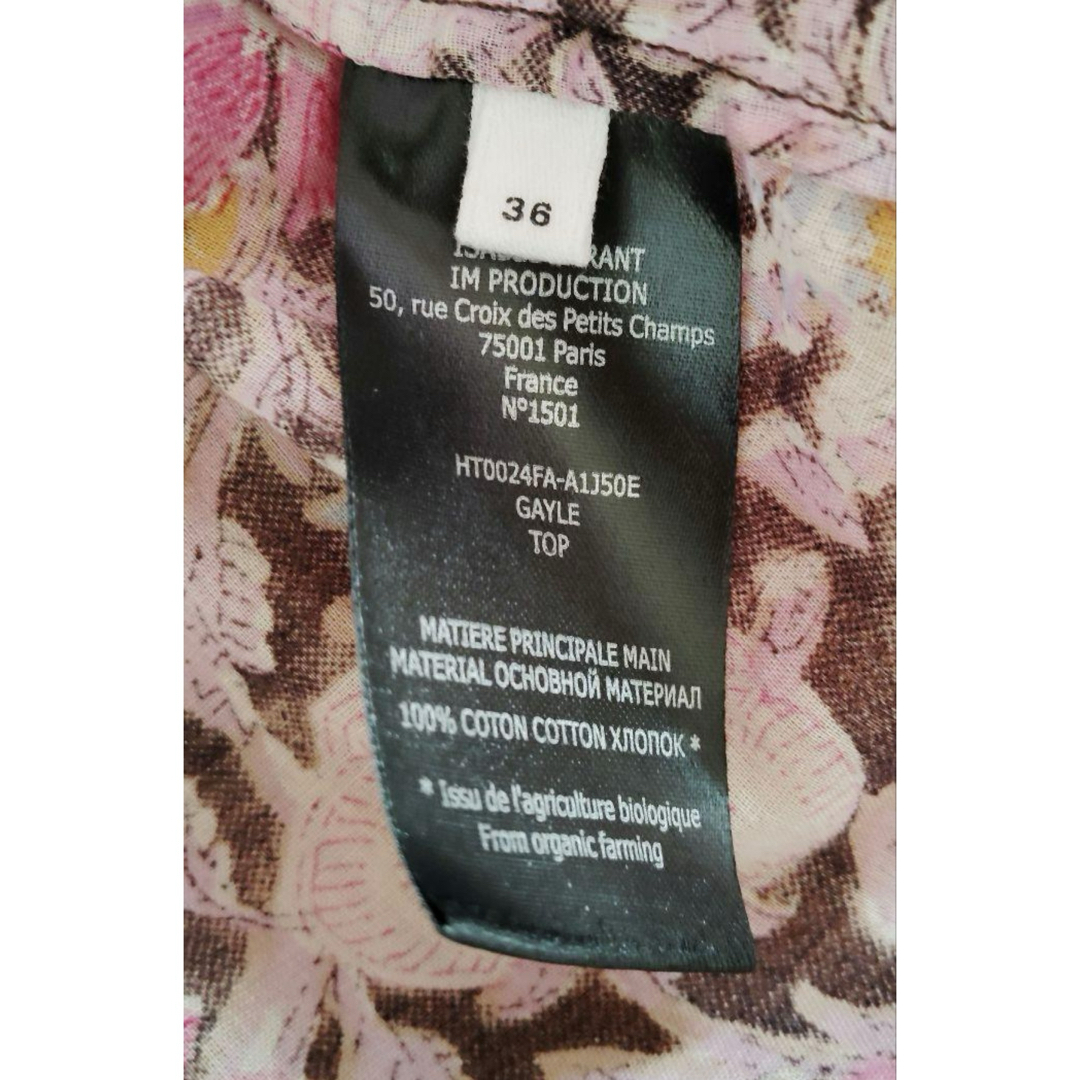 36
IM PRODUCTION
50, rue Croix des Petits Champs
75001 Paris
France
Nº1501
HT0024FA-A1J50E
GAYLE
TOP
MATIERE PRINCIPALE MAIN
MATERIAL ОСНОВНОЙ МАТЕРИАЛ
100% COTON COTTON ХЛОПОК *
* Issu de l'agriculture biologique
From organic farming